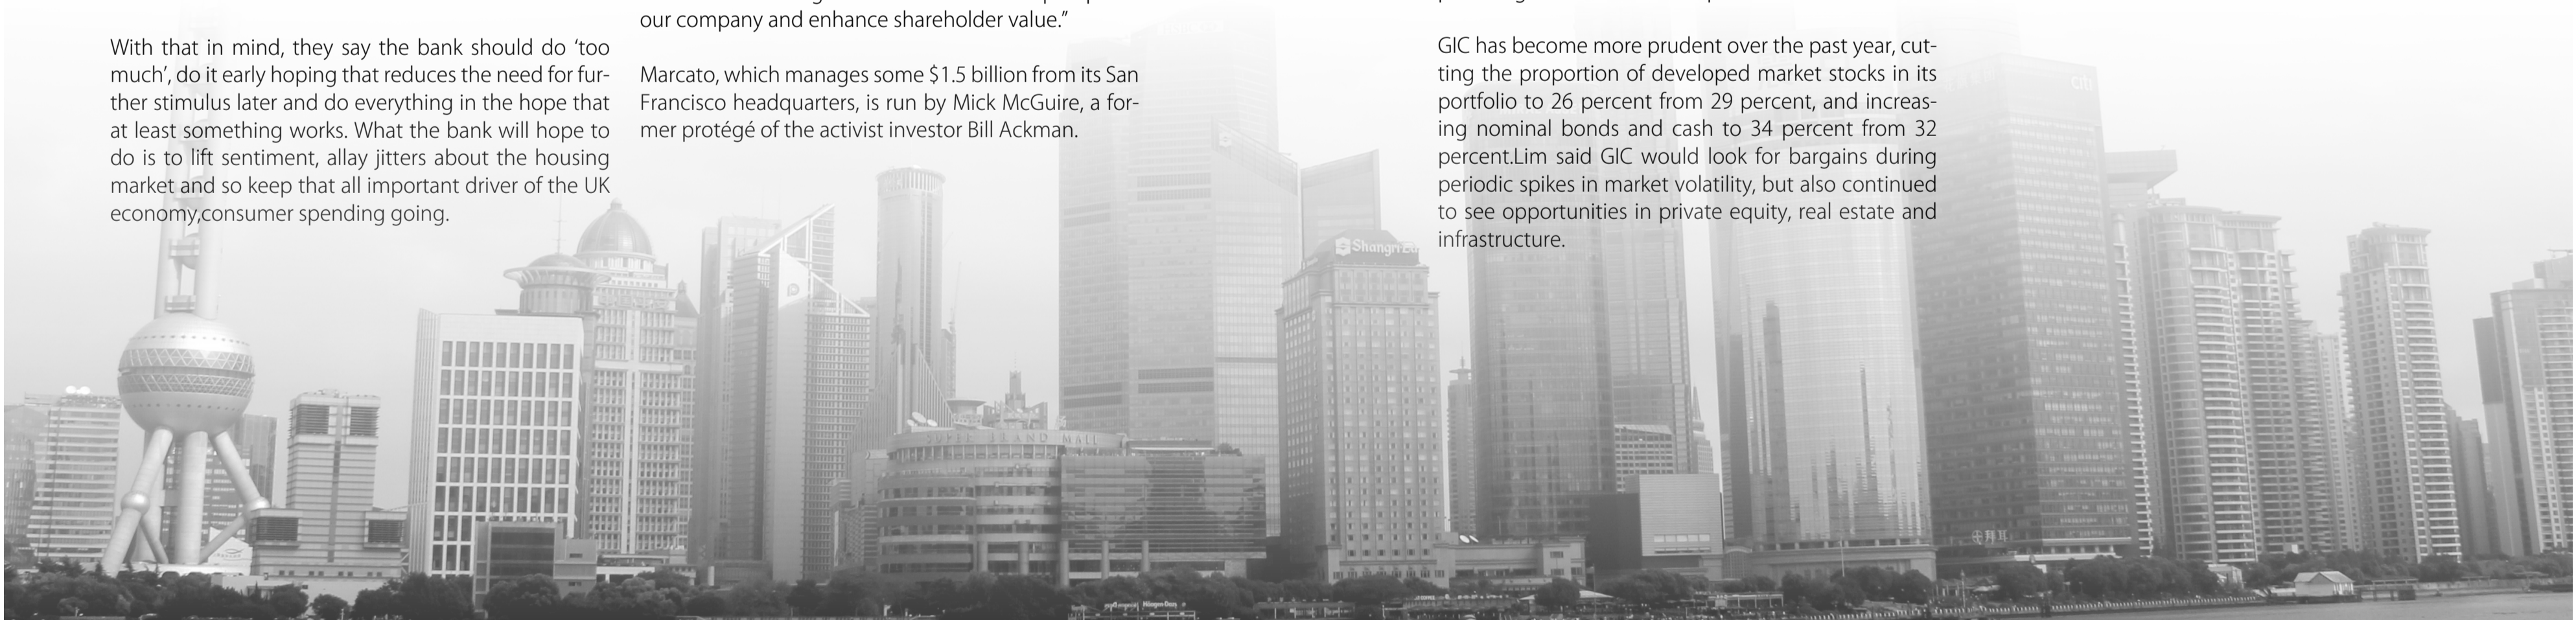 With that in mind, they say the bank should do ‘too
much’, do it early hoping that reduces the need for fur-
ther stimulus later and do everything in the hope that
at least something works. What the bank will hope to
do is to lift sentiment, allay jitters about the housing
market and so keep that all important driver of the UK
economy,consumer spending going.
our company and enhance shareholder value.”
Marcato, which manages some $1.5 billion from its San
Francisco headquarters, is run by Mick McGuire, a for-
mer protégé of the activist investor Bill Ackman.
GIC has become more prudent over the past year, cut-
ting the proportion of developed market stocks in its
portfolio to 26 percent from 29 percent, and increas-
ing nominal bonds and cash to 34 percent from 32
percent.Lim said GIC would look for bargains during
periodic spikes in market volatility, but also continued
to see opportunities in private equity, real estate and
infrastructure.
citi
Shangri-La
SUPER BRAND MALL
拜耳
Häagen-Dazs